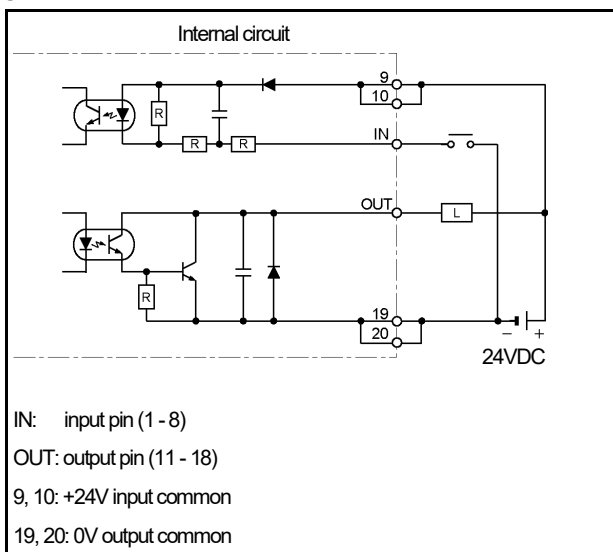 Internal circuit
9
10
R
IN
R
R
OUT
L
R
19
20
– +
24VDC
IN: input pin (1 - 8)
OUT: output pin (11 - 18)
9, 10: +24V input common
19, 20: 0V output common